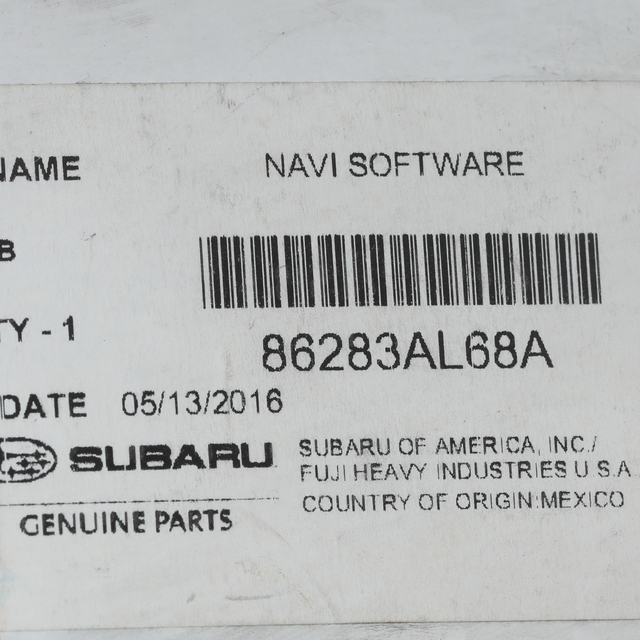 NAME NAVI SOFTWARE
B
TY - 1
86283AL68A
DATE 05/13/2016
SUBARU
SUBARU OF AMERICA, INC./
FUJI HEAVY INDUSTRIES U S A
COUNTRY OF ORIGIN:MEXICO
GENUINE PARTS